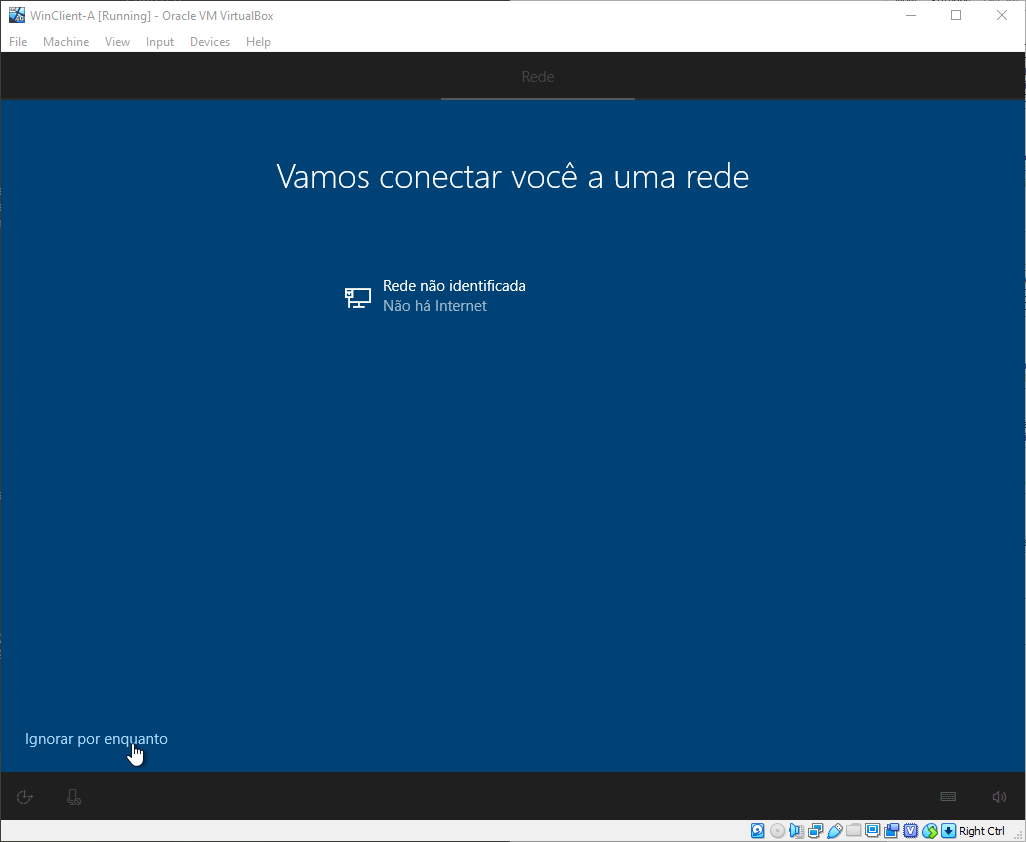 WinClient-A [Running] - Oracle VM VirtualBox
File Machine View Input Devices Help
Rede
Vamos conectar você a uma rede
Rede não identificada
Não há Internet
Ignorar por enquanto
Right Ctrl